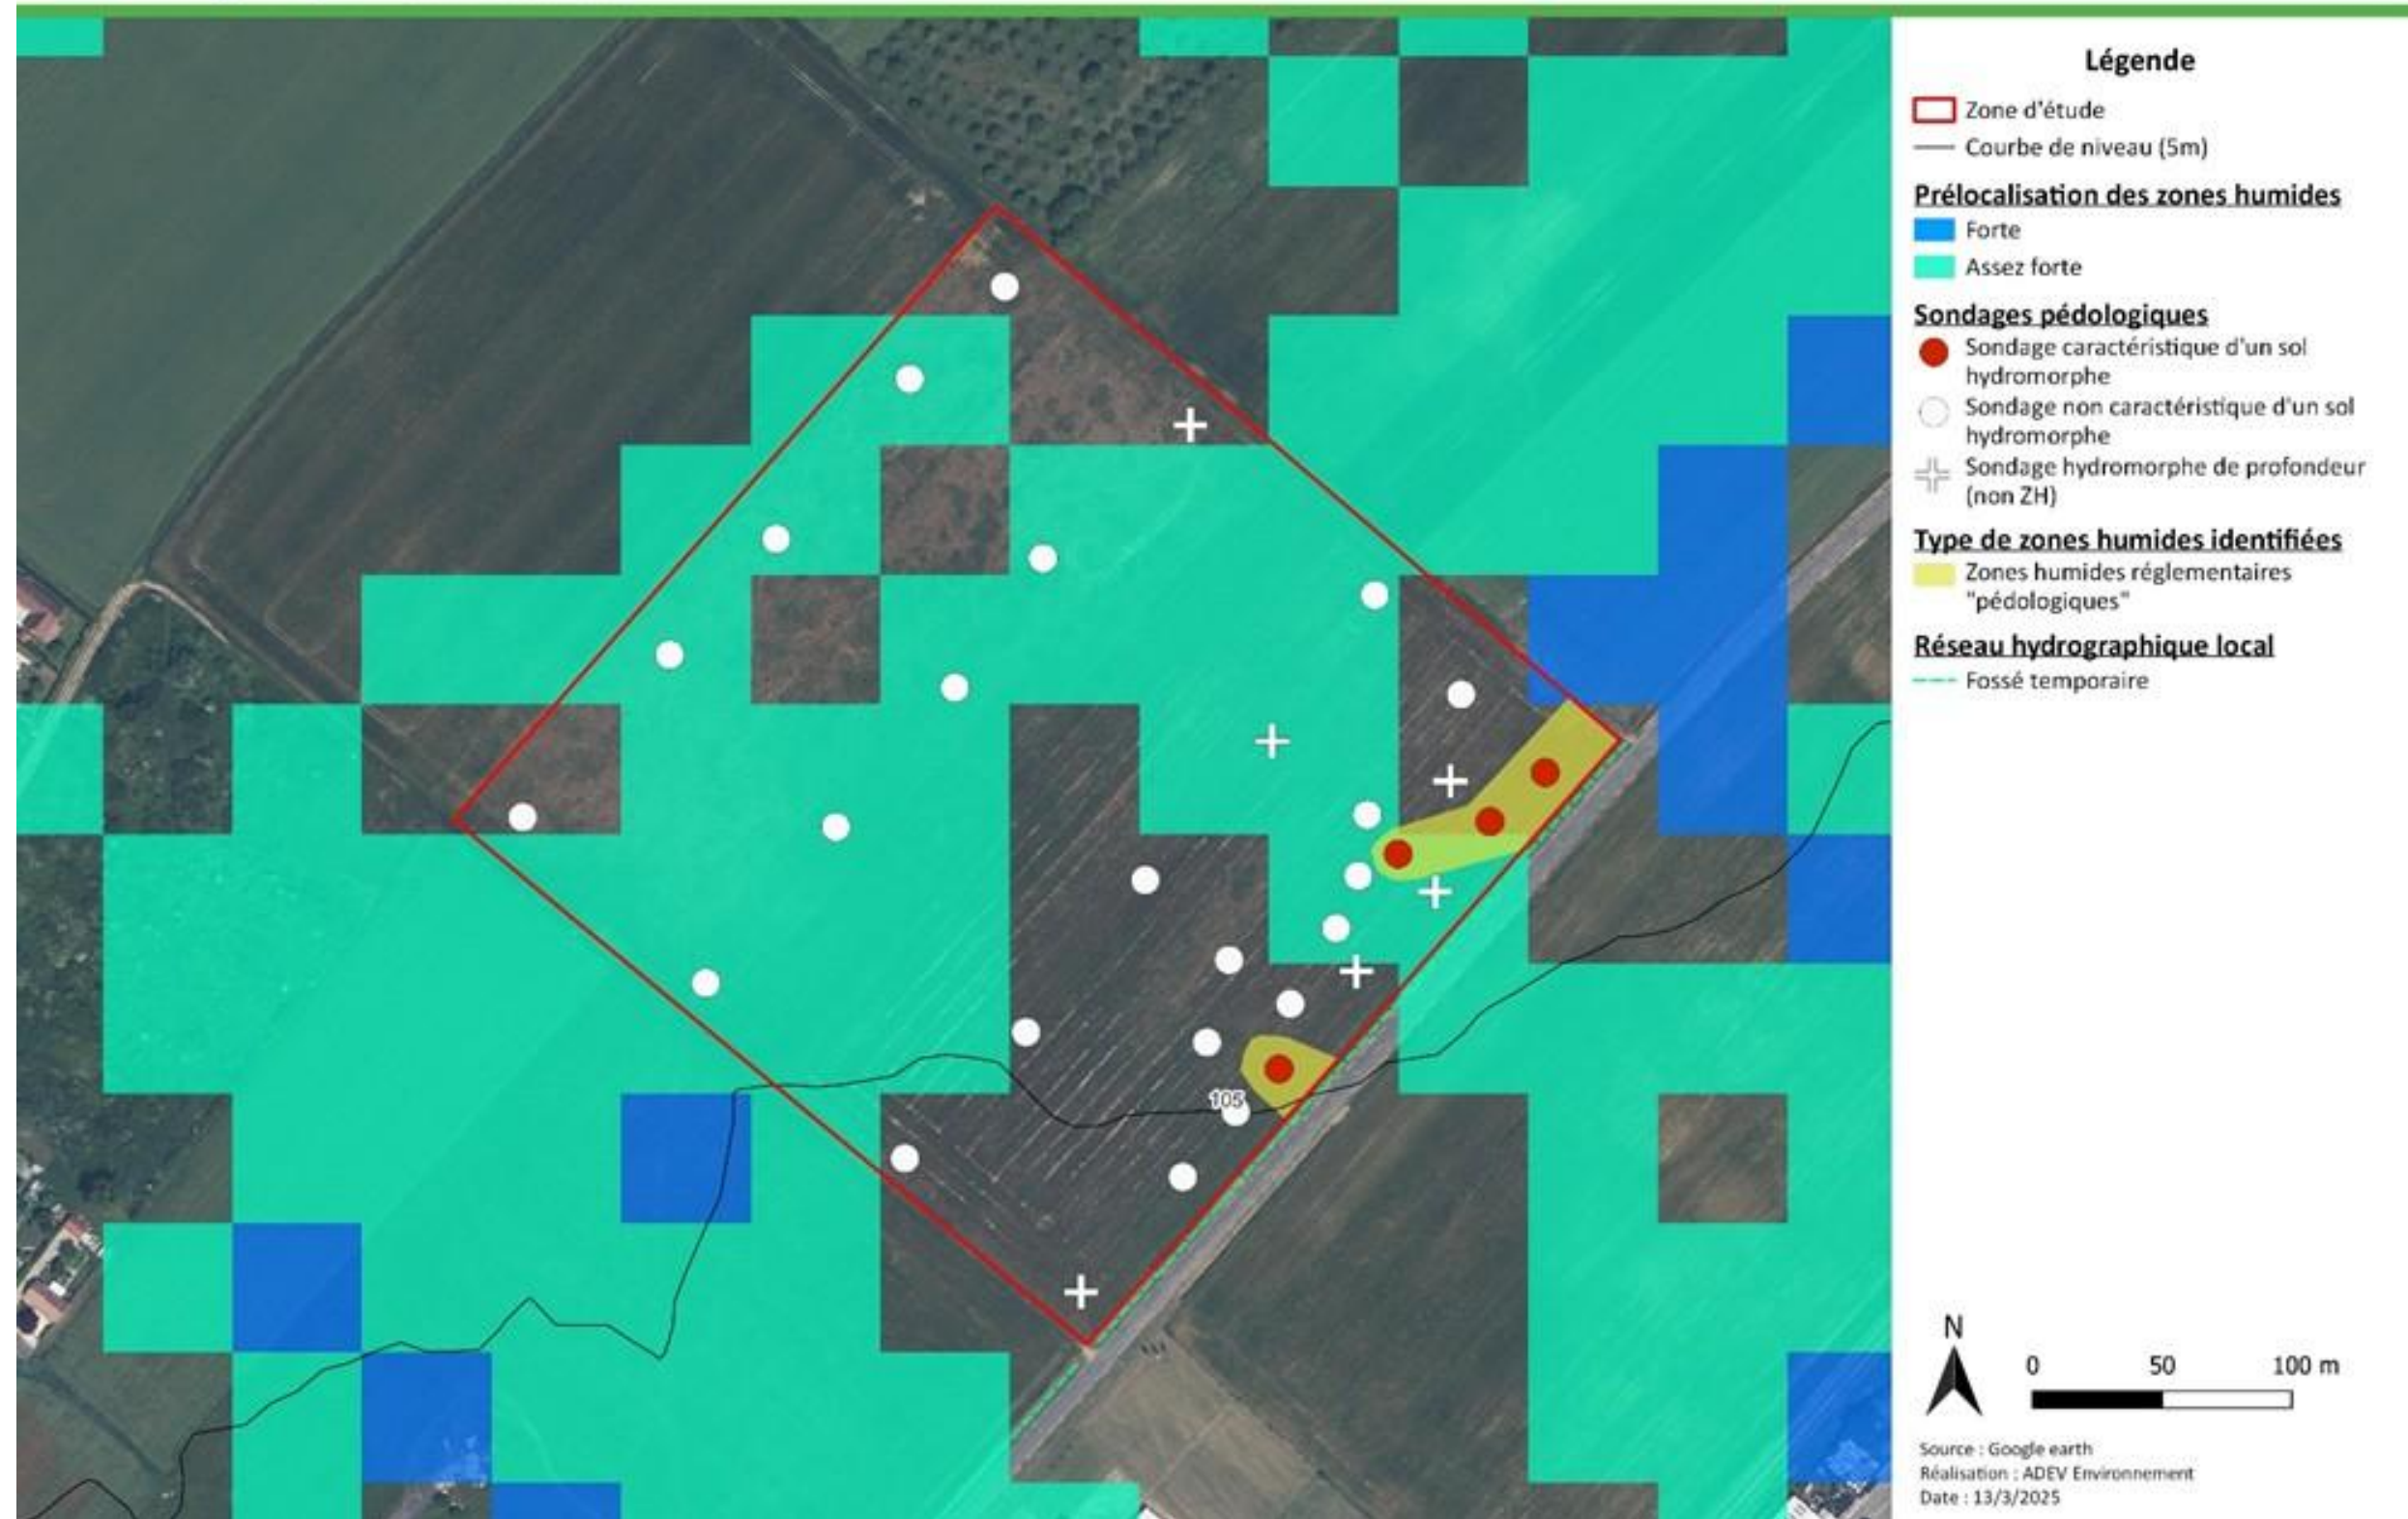 Légende
Zone d'étude
Courbe de niveau (5m)
Prélocalisation des zones humides
Forte
Assez forte
Sondages pédologiques
Sondage caractéristique d'un sol
hydromorphe
Sondage non caractéristique d'un sol
hydromorphe
Sondage hydromorphe de profondeur
(non ZH)
Type de zones humides identifiées
Zones humides réglementaires
"pédologiques"
Réseau hydrographique local
Fossé temporaire
105
N
0 50 100 m
Source : Google earth
Réalisation : ADEV Environnement
Date : 13/3/2025